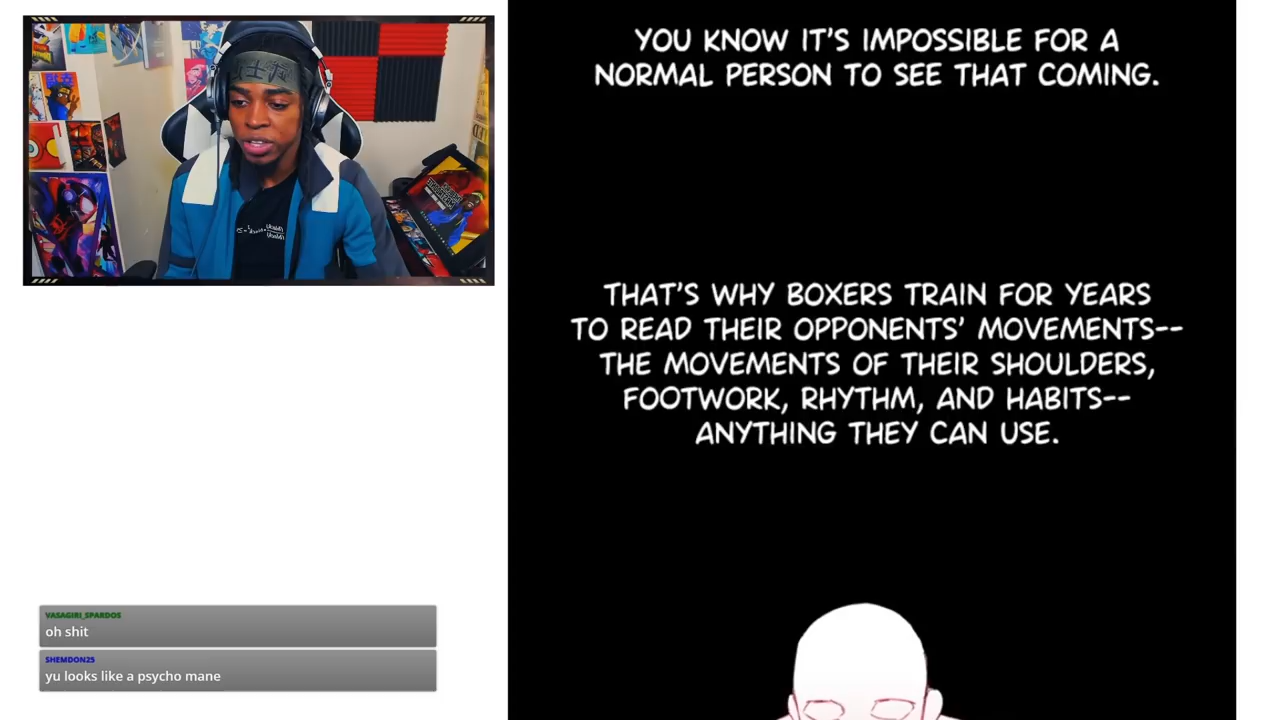 YOU KNOW IT'S IMPOSSIBLE FOR A
NORMAL PERSON TO SEE THAT COMING.
THAT'S WHY BOXERS TRAIN FOR YEARS
TO READ THEIR OPPONENTS' MOVEMENTS--
THE MOVEMENTS OF THEIR SHOULDERS,
FOOTWORK, RHYTHM, AND HABITS--
ANYTHING THEY CAN USE.
VASAGIRI_SPARDOS
oh shit
SHEMDON25
yu looks like a psycho mane